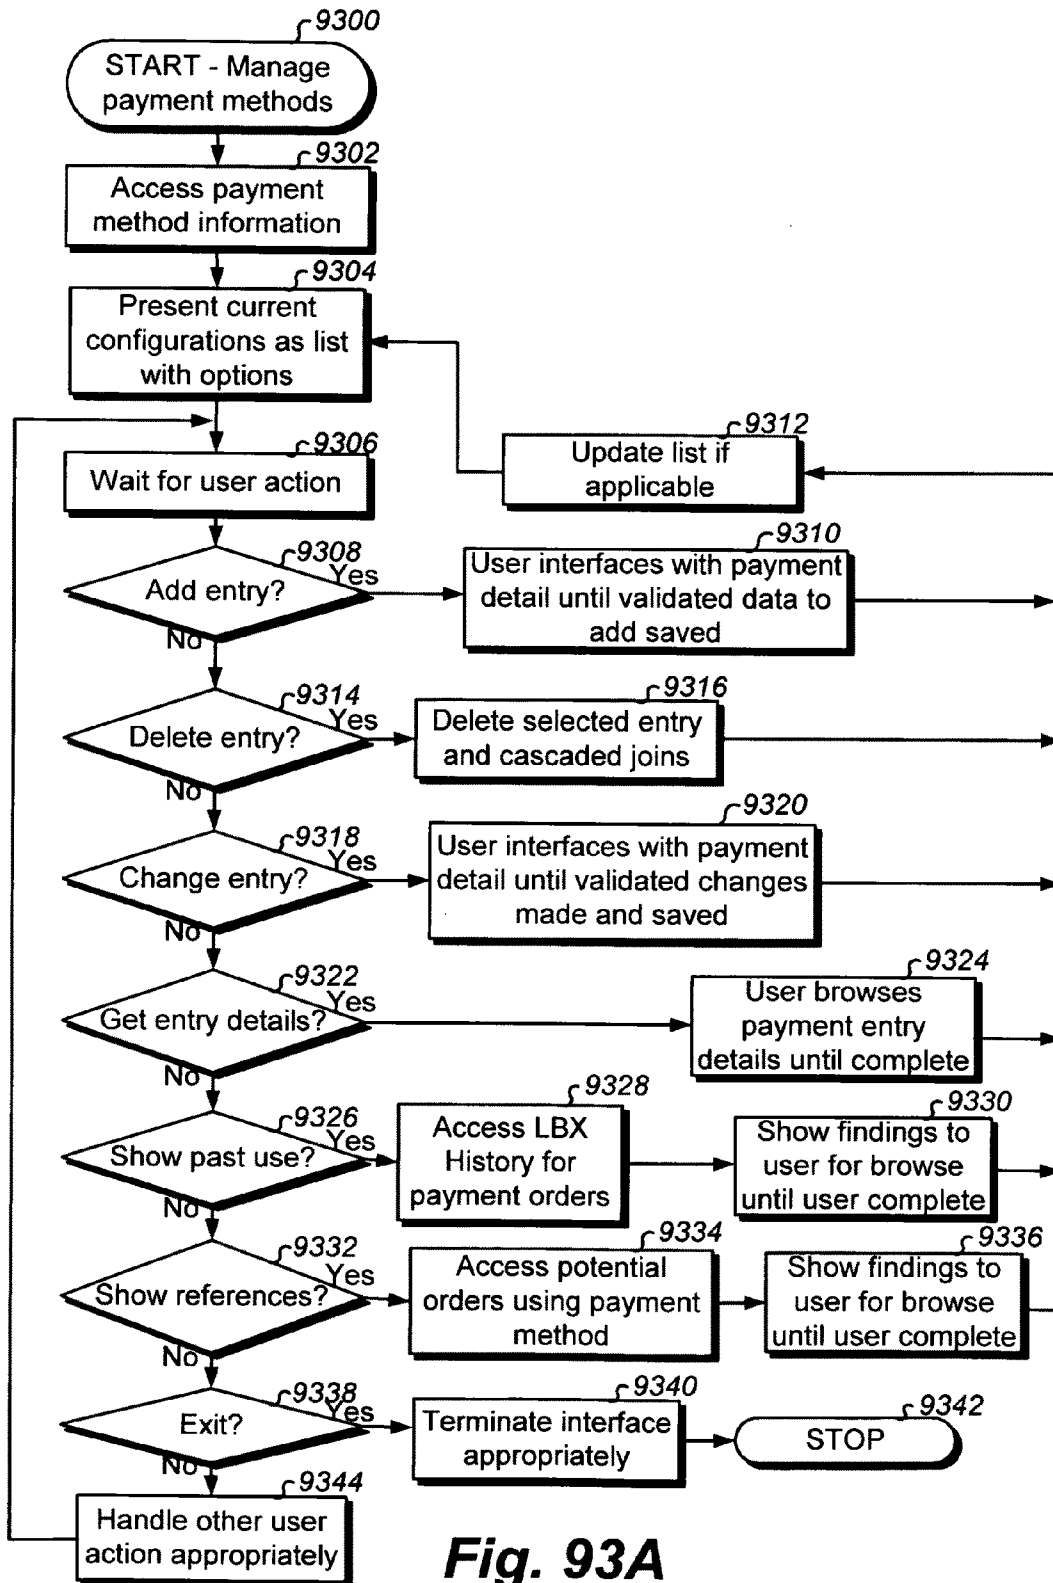 9300
START - Manage
payment methods
9302
Access payment
method information
9304
Present current
configurations as list
with options
9306
Wait for user action
9312
Update list if
applicable
9308
Add entry?
Yes
No
9310
User interfaces with payment
detail until validated data to
add saved
9314
Delete entry?
Yes
No
9316
Delete selected entry
and cascaded joins
9318
Change entry?
Yes
No
9320
User interfaces with payment
detail until validated changes
made and saved
9322
Get entry details?
Yes
No
9324
User browses
payment entry
details until complete
9326
Show past use?
Yes
No
9328
Access LBX
History for
payment orders
9330
Show findings to
user for browse
until user complete
9332
Show references?
Yes
No
9334
Access potential
orders using payment
method
9336
Show findings to
user for browse
until user complete
9338
Exit?
Yes
No
9340
Terminate interface
appropriately
9342
STOP
9344
Handle other user
action appropriately
Fig. 93A